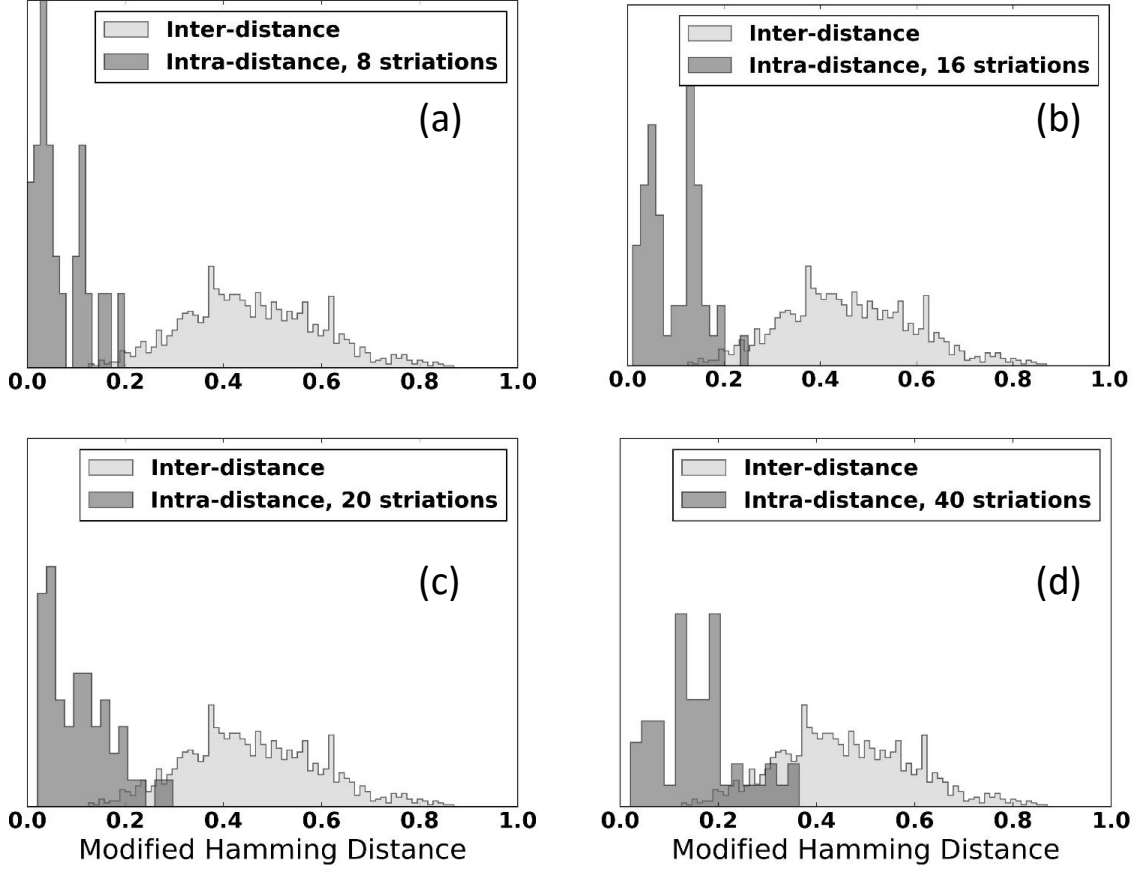 Inter-distance
Intra-distance, 8 striations
(a)
0.0 0.2 0.4 0.6 0.8 1.0
Inter-distance
Intra-distance, 16 striations
(b)
0.0 0.2 0.4 0.6 0.8 1.0
Inter-distance
Intra-distance, 20 striations
(c)
0.0 0.2 0.4 0.6 0.8 1.0
Modified Hamming Distance
Inter-distance
Intra-distance, 40 striations
(d)
0.0 0.2 0.4 0.6 0.8 1.0
Modified Hamming Distance